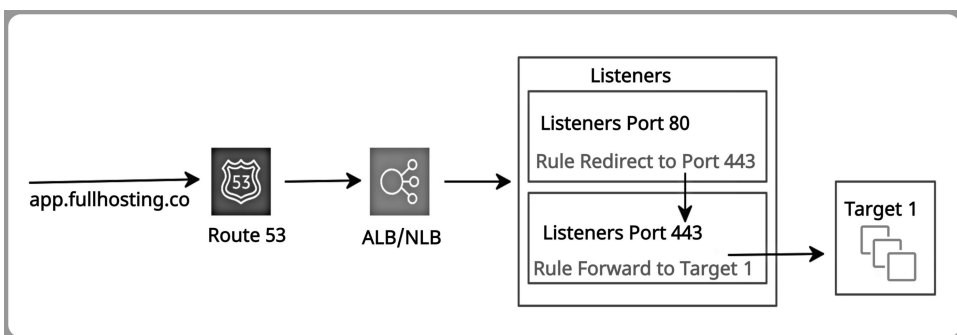 app.fullhosting.co
53
Route 53
ALB/NLB
Listeners
Listeners Port 80
Rule Redirect to Port 443
Listeners Port 443
Rule Forward to Target 1
Target 1